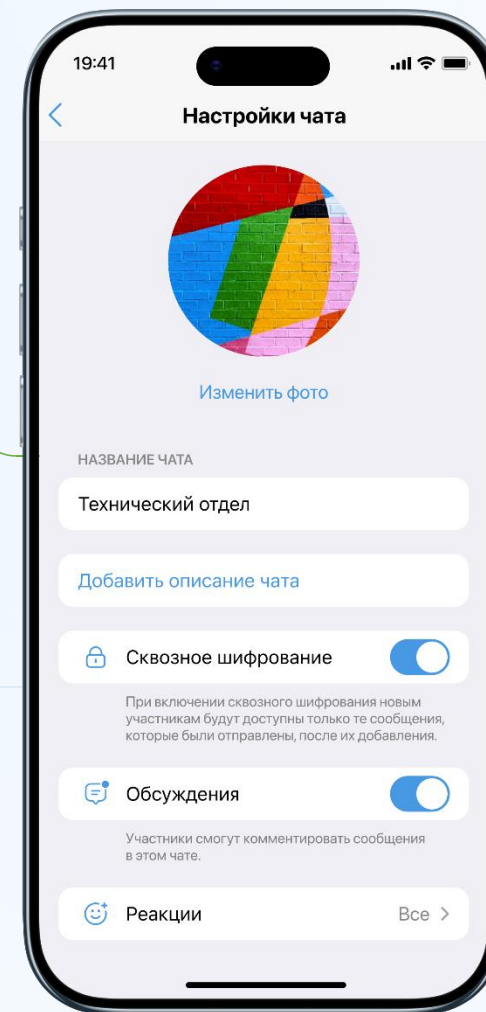 19:41
Настройки чата
Изменить фото
НАЗВАНИЕ ЧАТА
Технический отдел
Добавить описание чата
Сквозное шифрование
При включении сквозного шифрования новым
участникам будут доступны только те сообщения,
которые были отправлены, после их добавления.
Обсуждения
Участники смогут комментировать сообщения
в этом чате.
Реакции Все